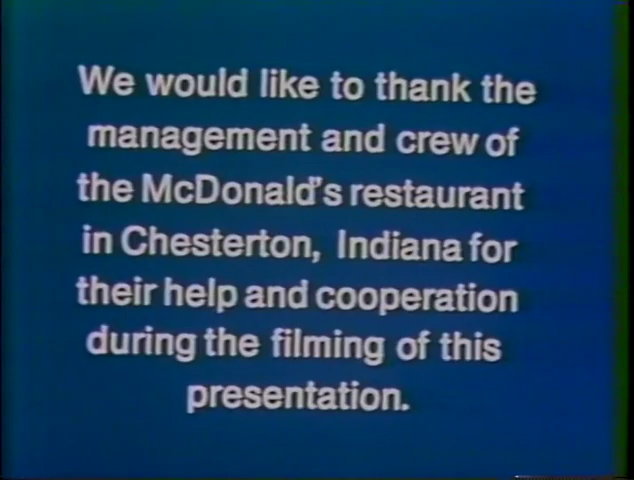 We would like to thank the
management and crew of
the McDonald's restaurant
in Chesterton, Indiana for
their help and cooperation
during the filming of this
presentation.